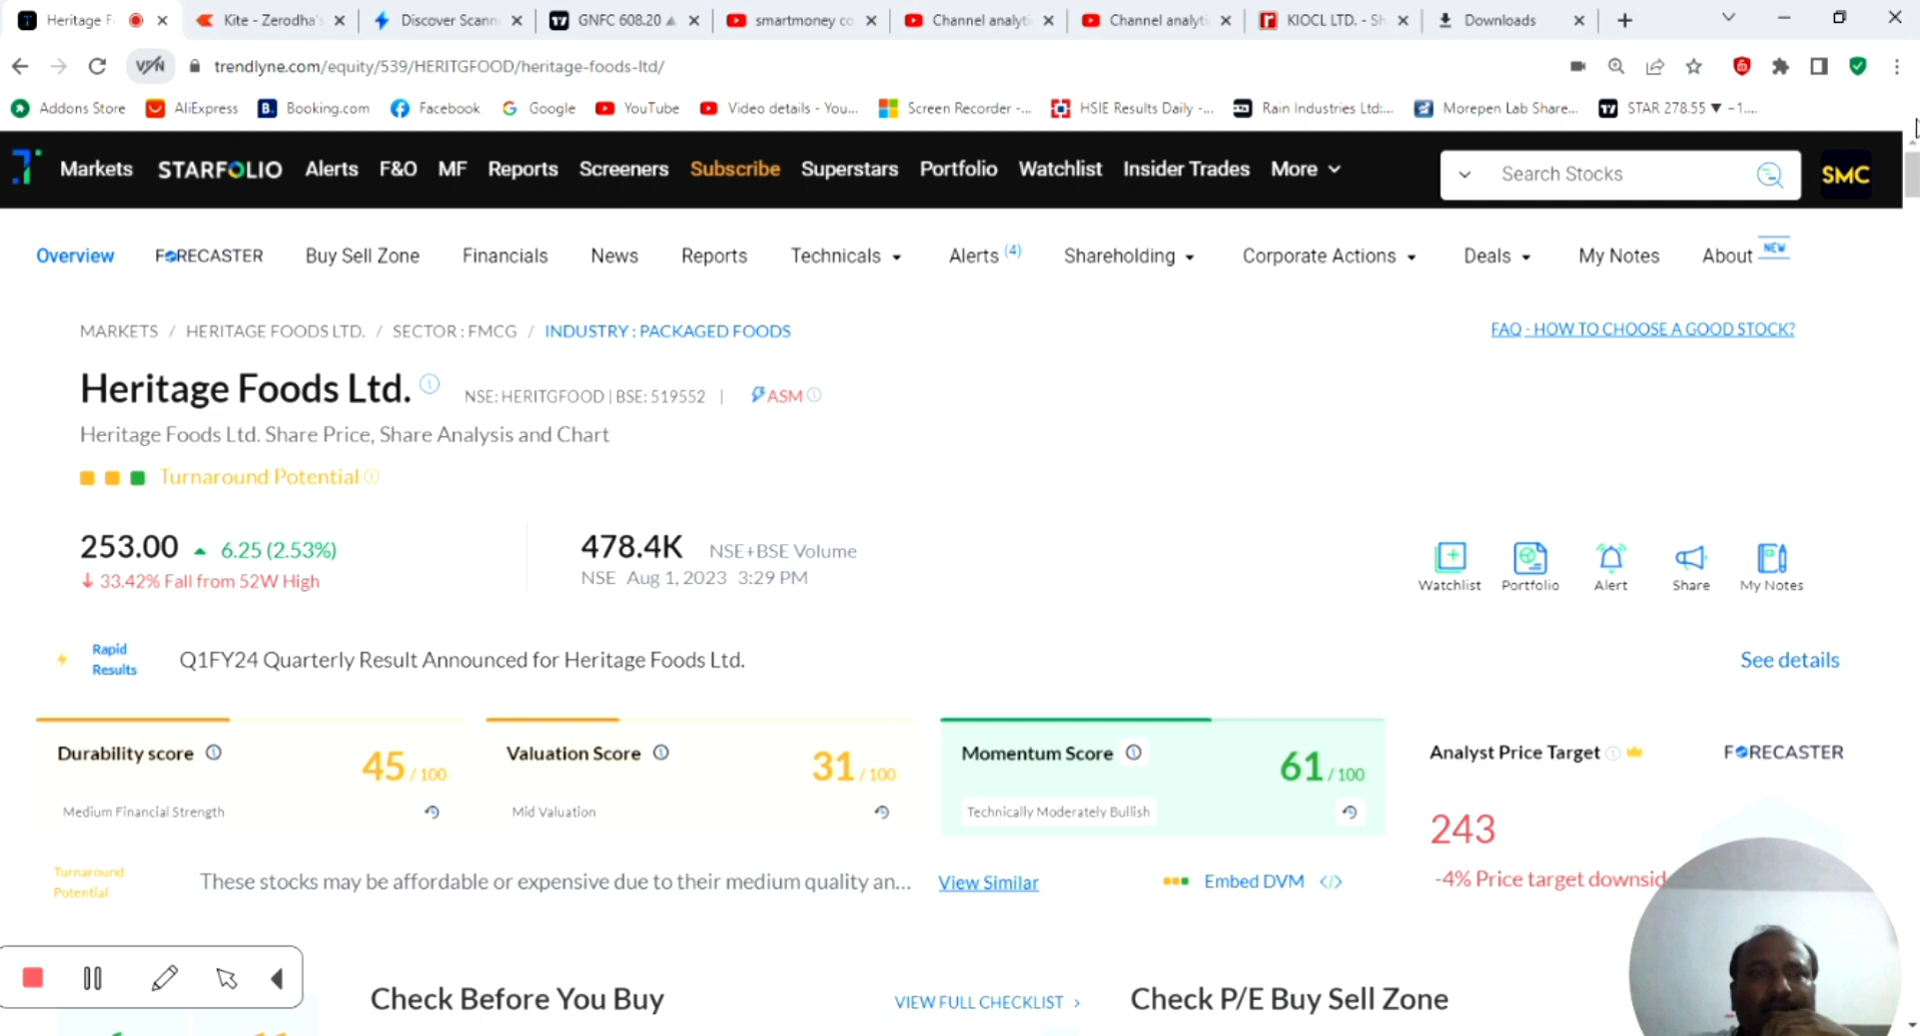 Heritage F
Kite - Zerodha's
Discover Scann
GNFC 608.20 ▲
smartmoney co
Channel analyti
Channel analyti
KIOCL LTD. - Sh
Downloads
VPN
trendlyne.com/equity/539/HERITGFOOD/heritage-foods-ltd/
Addons Store
AliExpress
Booking.com
Facebook
Google
YouTube
Video details - You...
Screen Recorder -...
HSIE Results Daily -...
Rain Industries Ltd:...
Morepen Lab Share...
STAR 278.55 ▼ −1....
Markets
STARFOLIO
Alerts
F&O
MF
Reports
Screeners
Subscribe
Superstars
Portfolio
Watchlist
Insider Trades
More
Search Stocks
SMC
Overview
FORECASTER
Buy Sell Zone
Financials
News
Reports
Technicals
Alerts (4)
Shareholding
Corporate Actions
Deals
My Notes
About NEW
MARKETS / HERITAGE FOODS LTD. / SECTOR : FMCG / INDUSTRY : PACKAGED FOODS
FAQ - HOW TO CHOOSE A GOOD STOCK?
Heritage Foods Ltd.
NSE: HERITGFOOD | BSE: 519552 |
ASM
Heritage Foods Ltd. Share Price, Share Analysis and Chart
Turnaround Potential
253.00 ▲ 6.25 (2.53%)
↓ 33.42% Fall from 52W High
478.4K NSE+BSE Volume
NSE Aug 1, 2023 3:29 PM
Watchlist
Portfolio
Alert
Share
My Notes
Rapid
Results
Q1FY24 Quarterly Result Announced for Heritage Foods Ltd.
See details
Durability score
45 / 100
Medium Financial Strength
Valuation Score
31 / 100
Mid Valuation
Momentum Score
61 / 100
Technically Moderately Bullish
Analyst Price Target
FORECASTER
243
-4% Price target downsid
Turnaround
Potential
These stocks may be affordable or expensive due to their medium quality an...
View Similar
Embed DVM </>
Check Before You Buy
VIEW FULL CHECKLIST >
Check P/E Buy Sell Zone